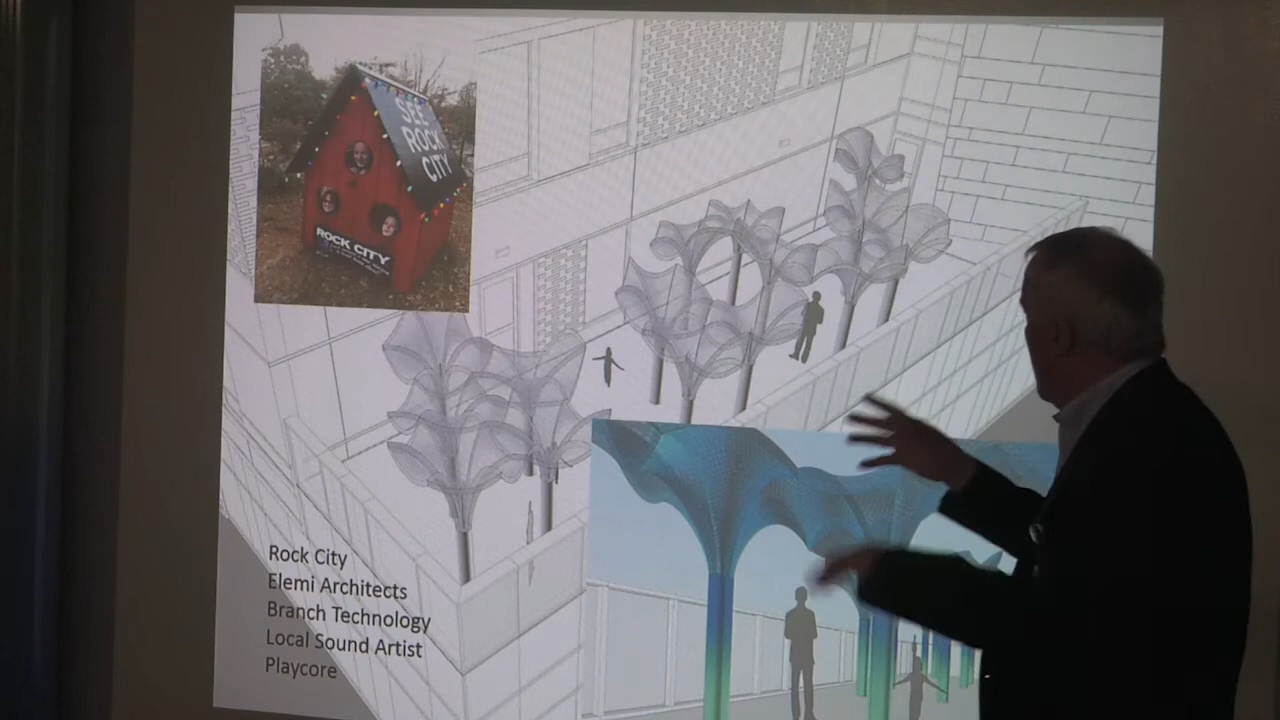 SEE
ROCK
CITY
ROCK CITY
Rock City
Elemi Architects
Branch Technology
Local Sound Artist
Playcore